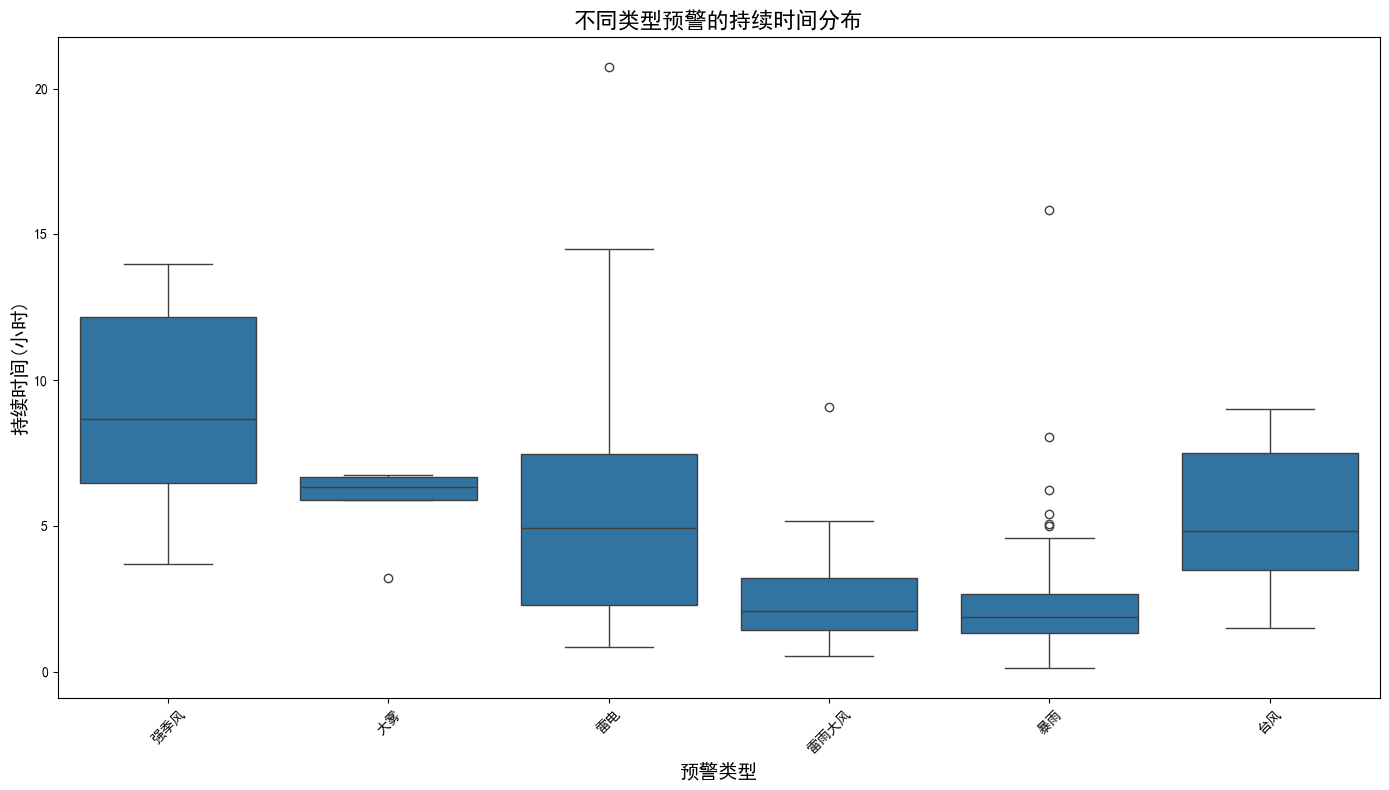 不同类型预警的持续时间分布
持续时间(小时)
20
15
10
5
0
强季风
大雾
雷电
雷雨大风
暴雨
台风
预警类型